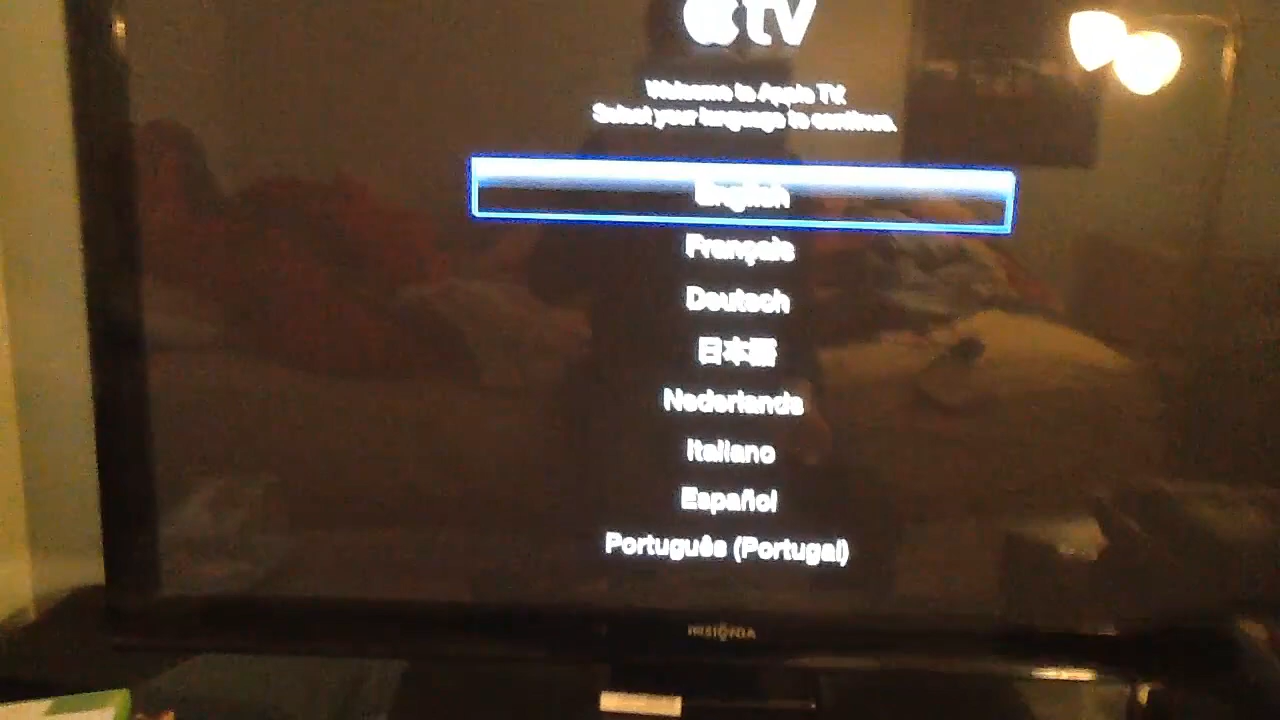 tv
Welcome to Apple TV.
Select your language to continue.
English
Français
Deutsch
日本語
Nederlands
Italiano
Español
Português (Portugal)
INSIGNIA